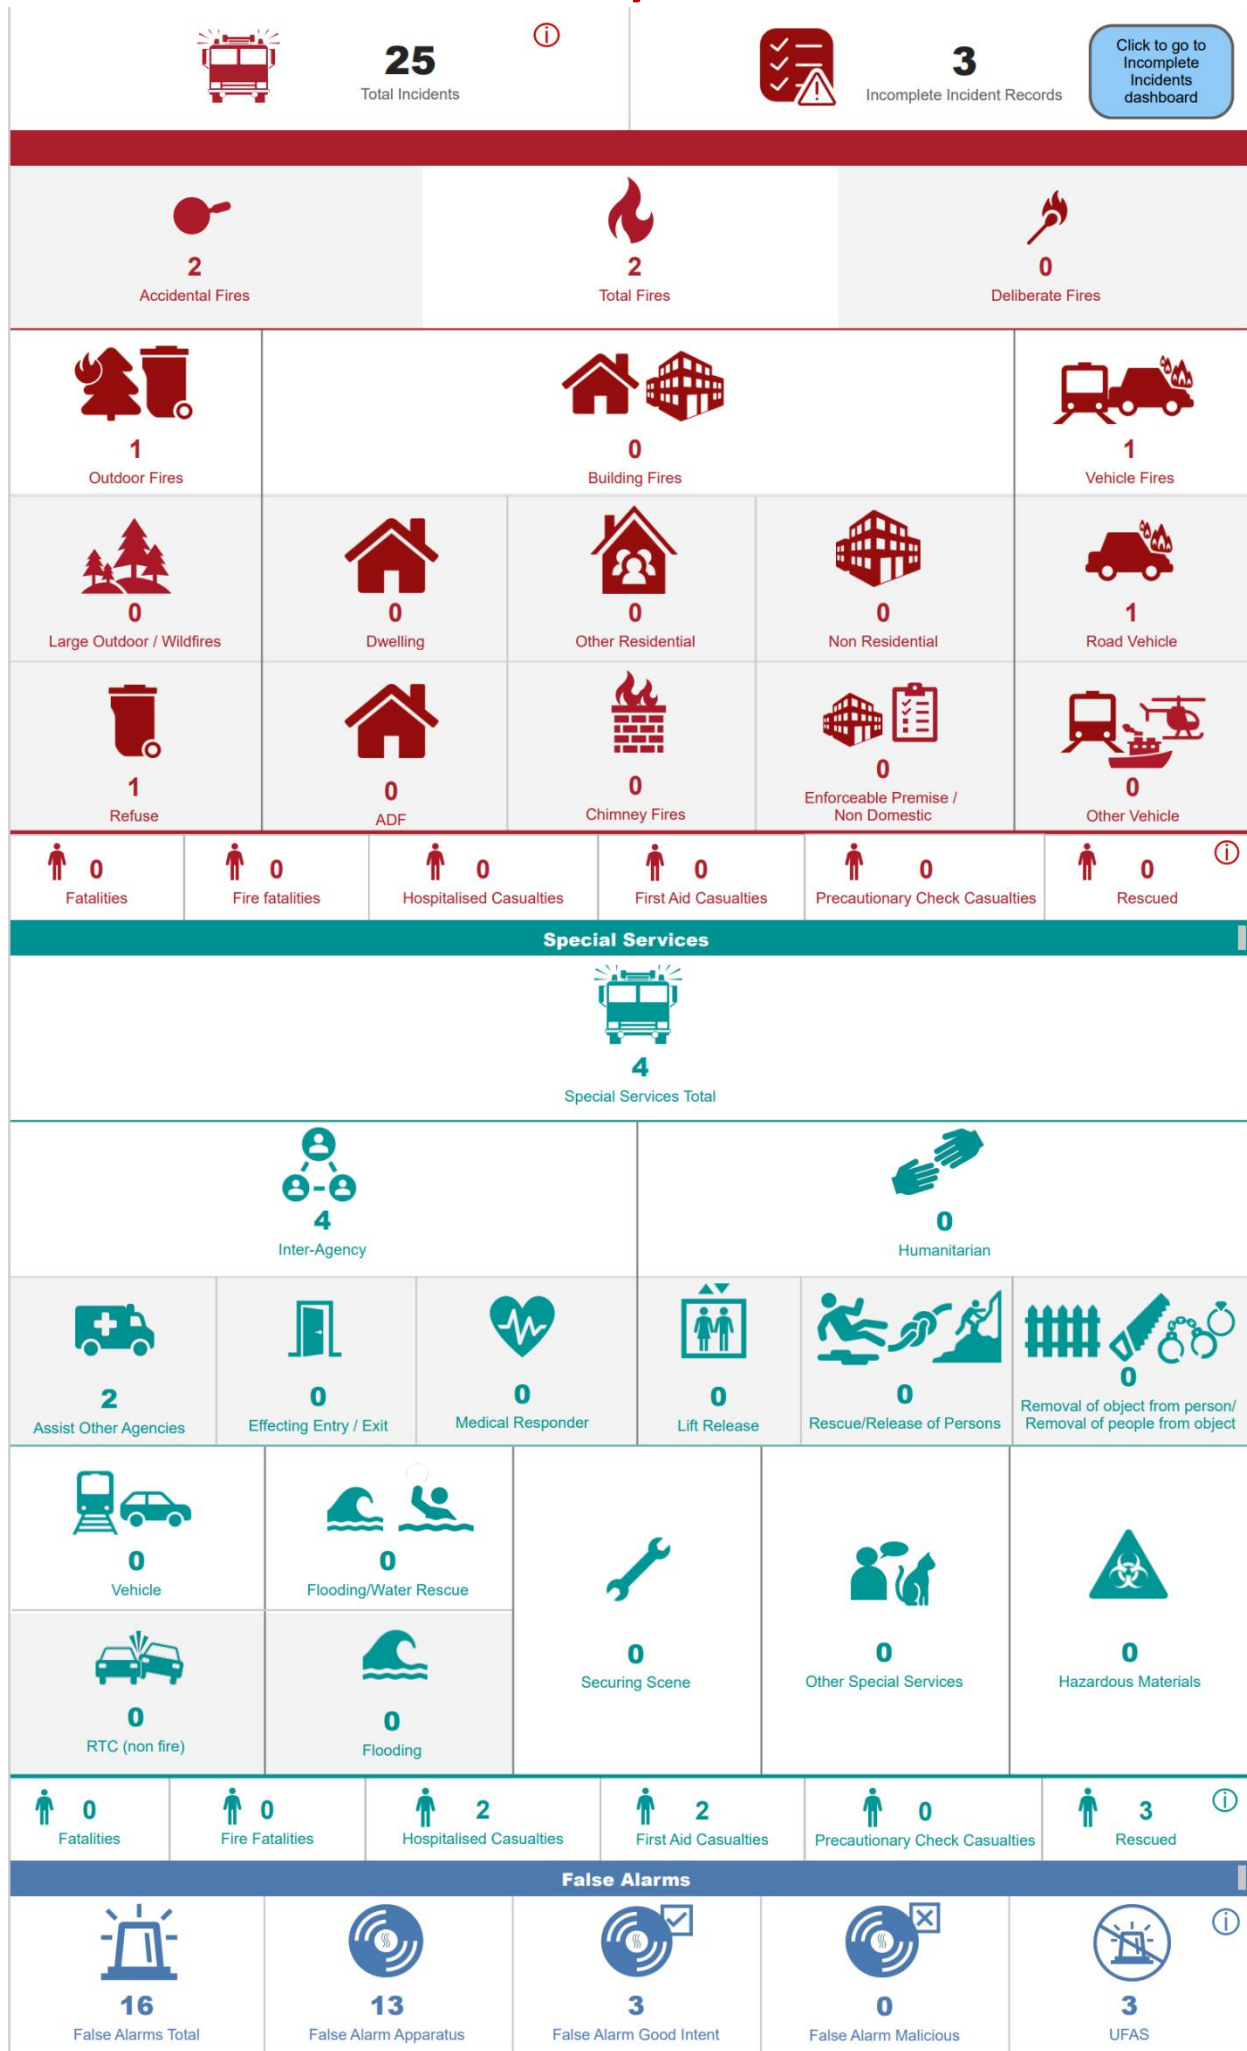 25
Total Incidents
3
Incomplete Incident Records
Click to go to
Incomplete
Incidents
dashboard
2
Accidental Fires
2
Total Fires
0
Deliberate Fires
1
Outdoor Fires
0
Building Fires
1
Vehicle Fires
0
Large Outdoor / Wildfires
0
Dwelling
0
Other Residential
0
Non Residential
1
Road Vehicle
1
Refuse
0
ADF
0
Chimney Fires
0
Enforceable Premise /
Non Domestic
0
Other Vehicle
0
Fatalities
0
Fire fatalities
0
Hospitalised Casualties
0
First Aid Casualties
0
Precautionary Check Casualties
0
Rescued
Special Services
4
Special Services Total
4
Inter-Agency
0
Humanitarian
2
Assist Other Agencies
0
Effecting Entry / Exit
0
Medical Responder
0
Lift Release
0
Rescue/Release of Persons
0
Removal of object from person/
Removal of people from object
0
Vehicle
0
Flooding/Water Rescue
0
Securing Scene
0
Other Special Services
0
Hazardous Materials
0
RTC (non fire)
0
Flooding
0
Fatalities
0
Fire Fatalities
2
Hospitalised Casualties
2
First Aid Casualties
0
Precautionary Check Casualties
3
Rescued
False Alarms
16
False Alarms Total
13
False Alarm Apparatus
3
False Alarm Good Intent
0
False Alarm Malicious
3
UFAS